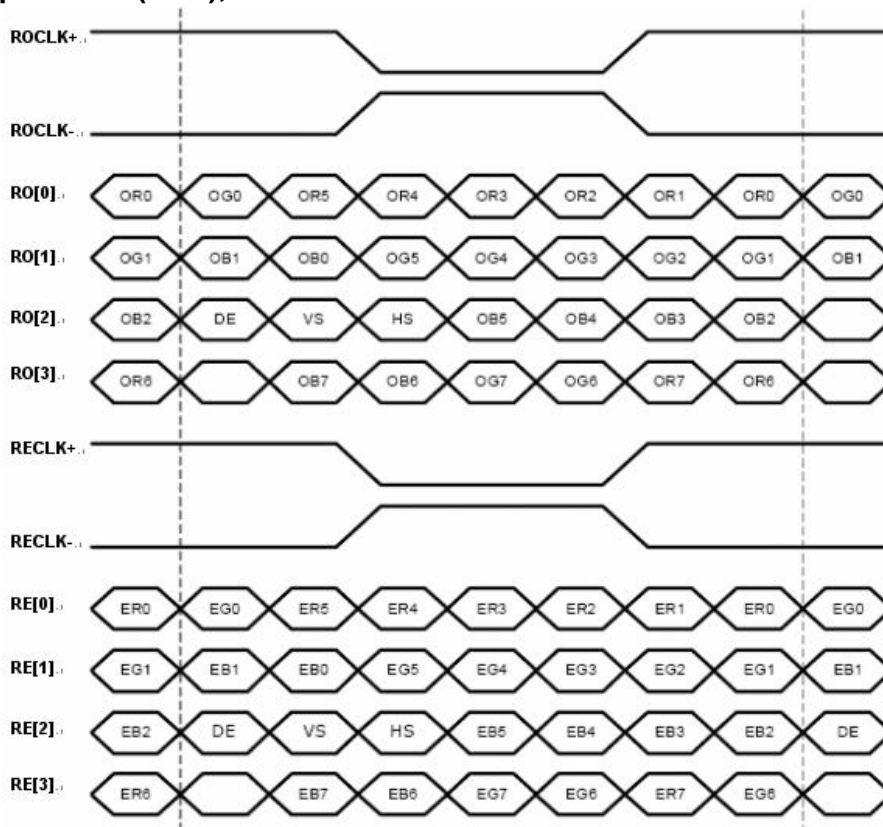 ROCLK+
ROCLK-
RO[0] OR0 OG0 OR5 OR4 OR3 OR2 OR1 OR0 OG0
RO[1] OG1 OB1 OB0 OG5 OG4 OG3 OG2 OG1 OB1
RO[2] OB2 DE VS HS OB5 OB4 OB3 OB2
RO[3] OR6 OB7 OB6 OG7 OG6 OR7 OR6
RECLK+
RECLK-
RE[0] ER0 EG0 ER5 ER4 ER3 ER2 ER1 ER0 EG0
RE[1] EG1 EB1 EB0 EG5 EG4 EG3 EG2 EG1 EB1
RE[2] EB2 DE VS HS EB5 EB4 EB3 EB2 DE
RE[3] ER6 EB7 EB6 EG7 EG6 ER7 EG6